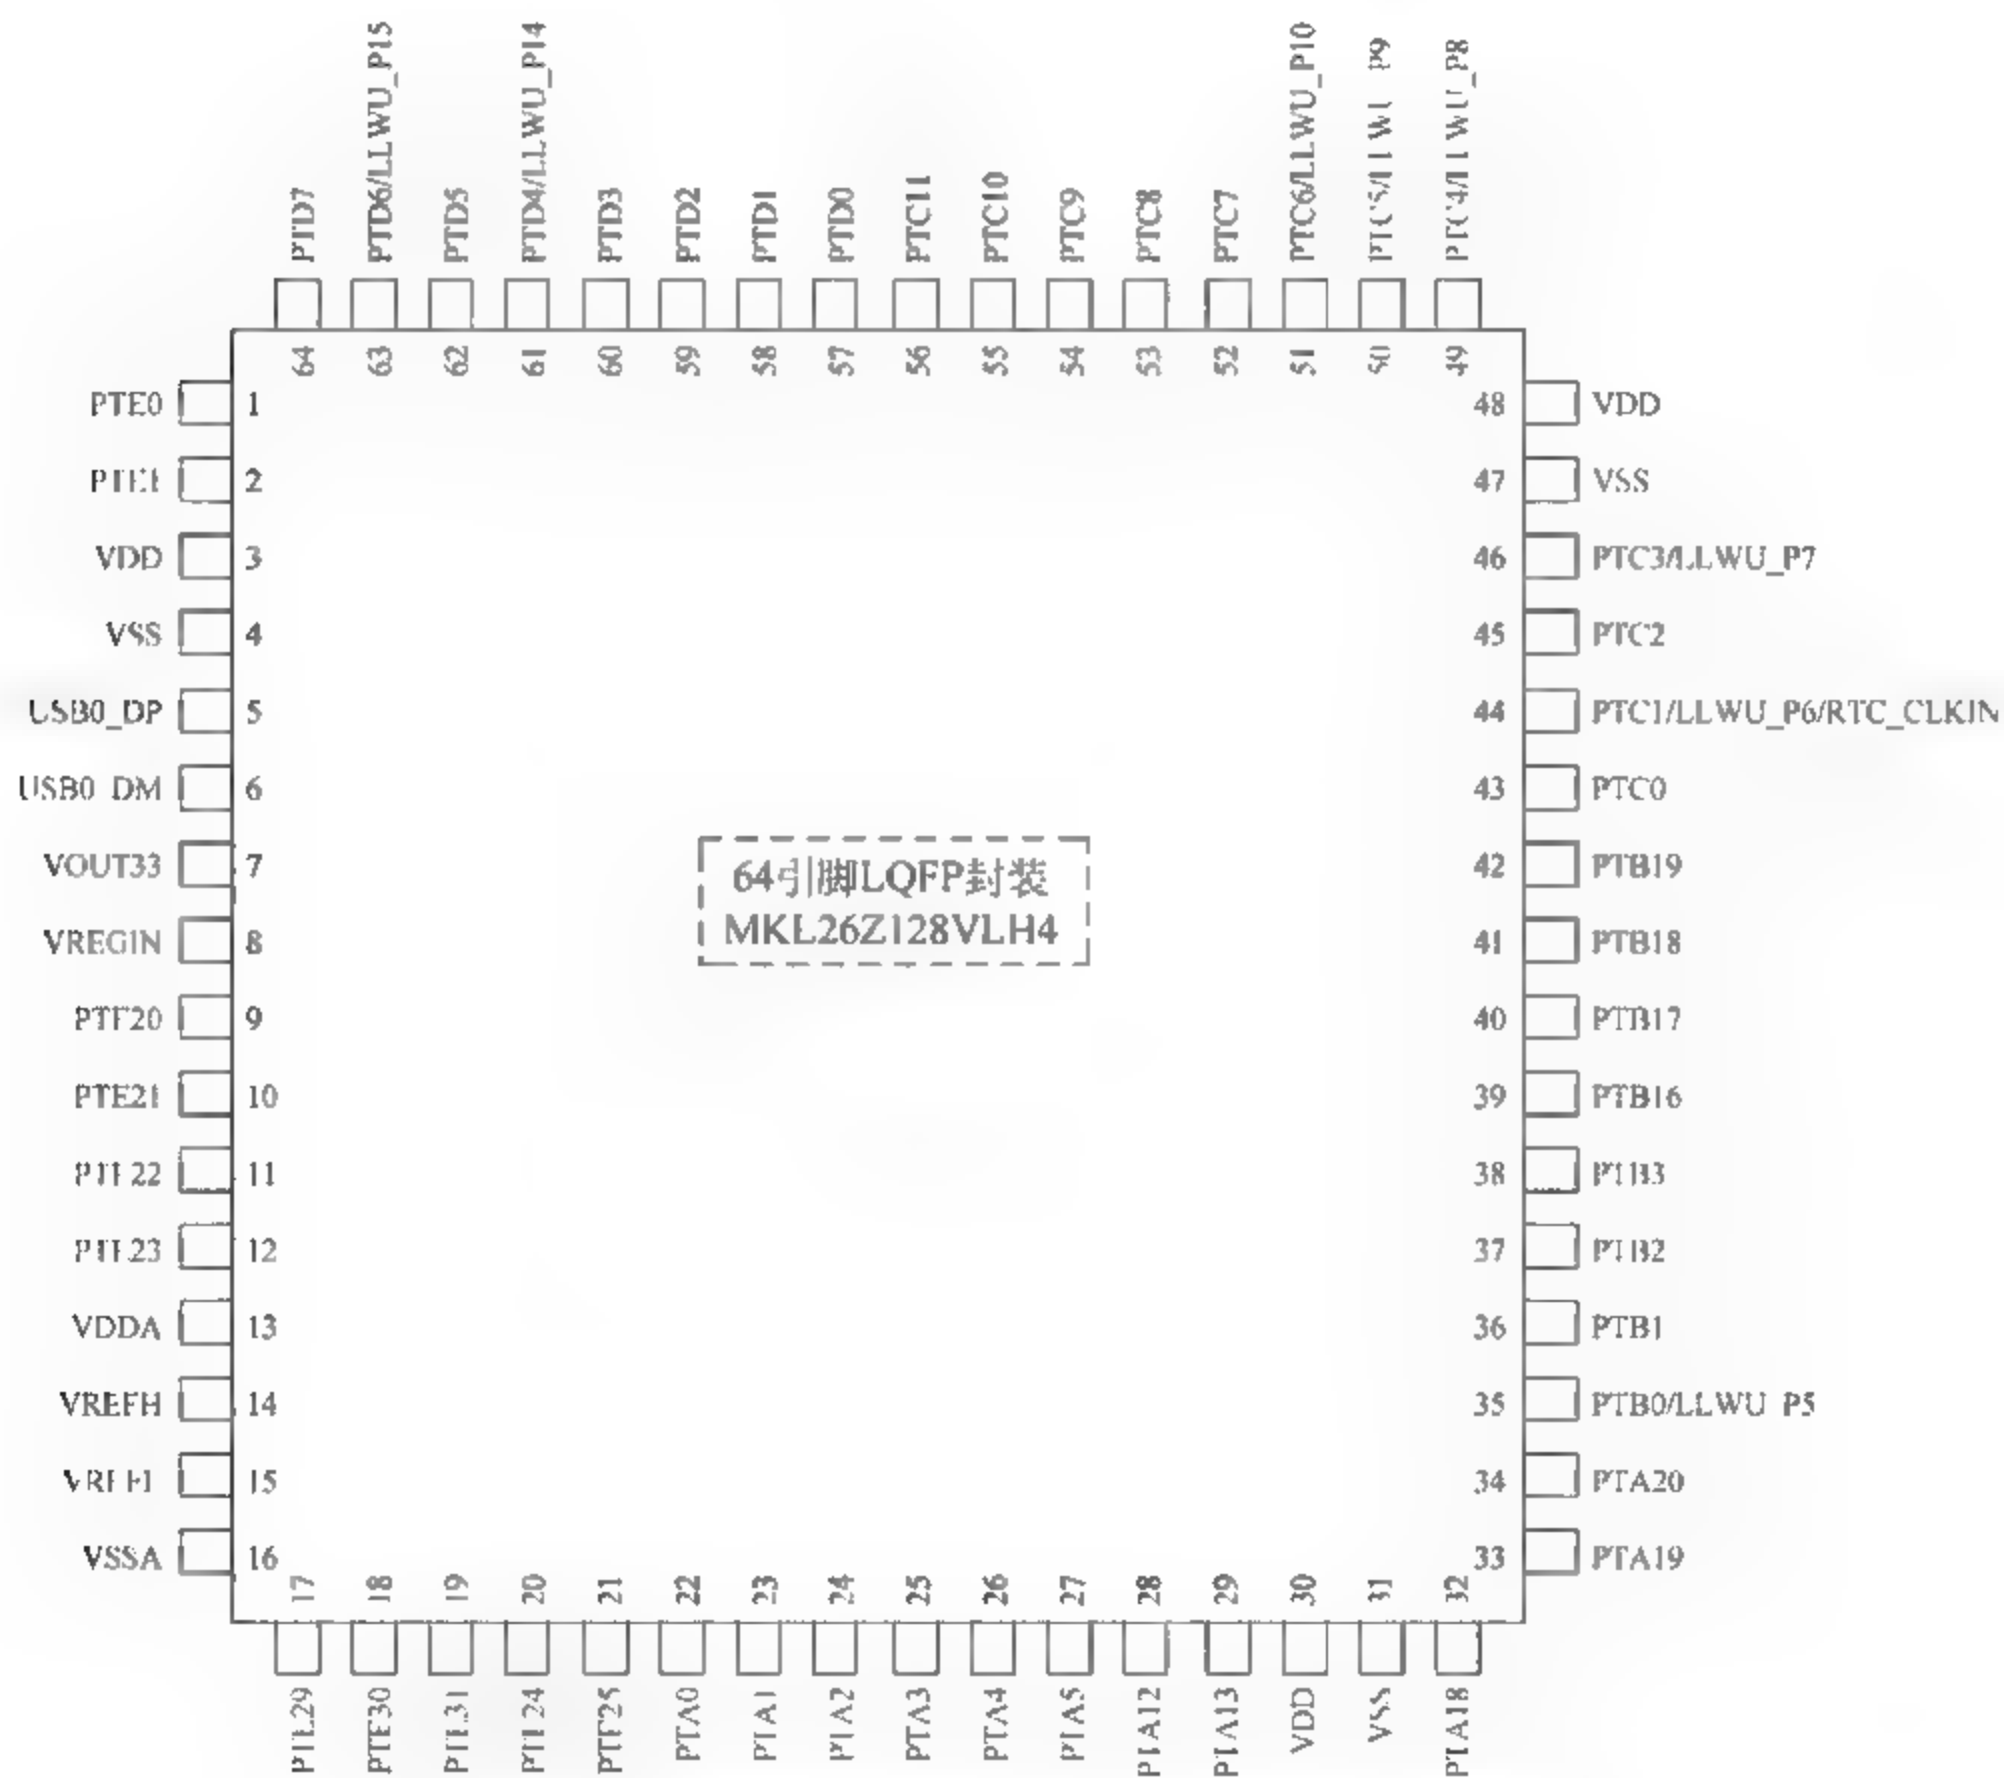 PTD7
PTD6/LLWU_P15
PTD5
PTD4/LLWU_P14
PTD3
PTD2
PTD1
PTD0
PTC11
PTC10
PTC9
PTC8
PTC7
PTC6/LLWU_P10
PTC5/LLWU_P9
PTC4/LLWU_P8
64
63
62
61
60
59
58
57
56
55
54
53
52
51
50
49
PTE0 1
PTE1 2
VDD 3
VSS 4
USB0_DP 5
USB0_DM 6
VOUT33 7
VREGIN 8
PTE20 9
PTE21 10
PTE22 11
PTE23 12
VDDA 13
VREFH 14
VREFL 15
VSSA 16
64引脚LQFP封装
MKL26Z128VLH4
48 VDD
47 VSS
46 PTC3/LLWU_P7
45 PTC2
44 PTC1/LLWU_P6/RTC_CLKIN
43 PTC0
42 PTB19
41 PTB18
40 PTB17
39 PTB16
38 PTB3
37 PTB2
36 PTB1
35 PTB0/LLWU_P5
34 PTA20
33 PTA19
17
18
19
20
21
22
23
24
25
26
27
28
29
30
31
32
PTE29
PTE30
PTE31
PTE24
PTE25
PTA0
PTA1
PTA2
PTA3
PTA4
PTA5
PTA12
PTA13
VDD
VSS
PTA18